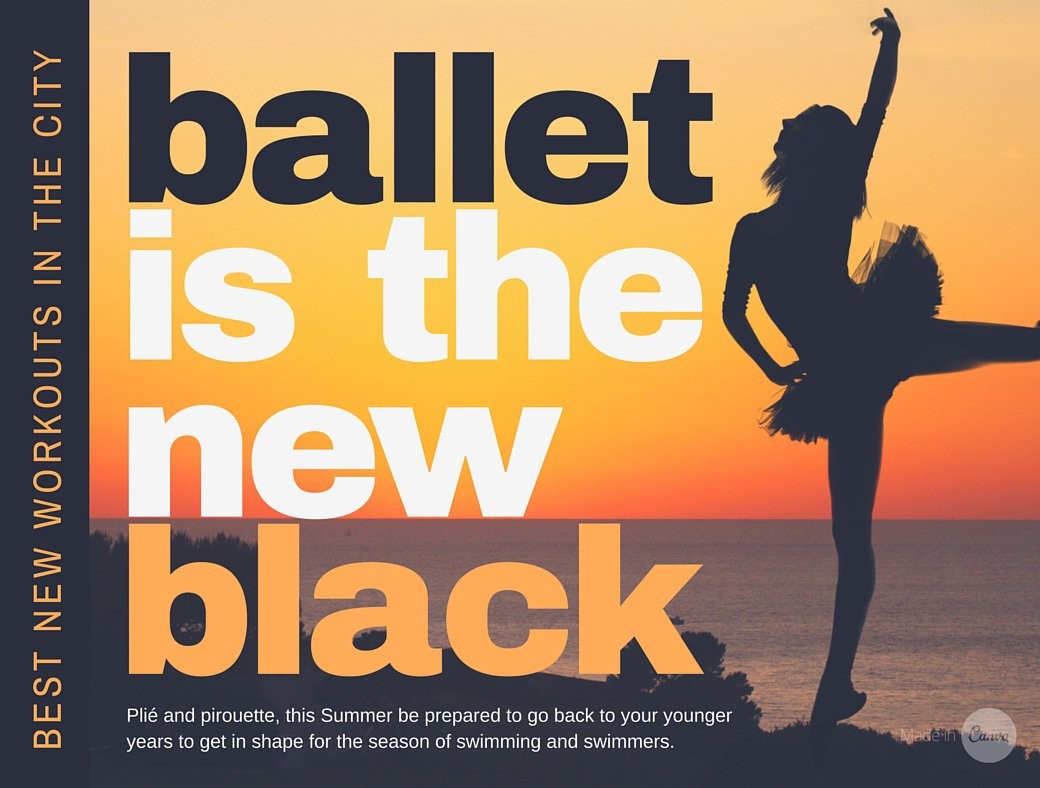 BEST NEW WORKOUTS IN THE CITY
ballet
is the
new
black
Plié and pirouette, this Summer be prepared to go back to your younger
years to get in shape for the season of swimming and swimmers.
Made in Canva